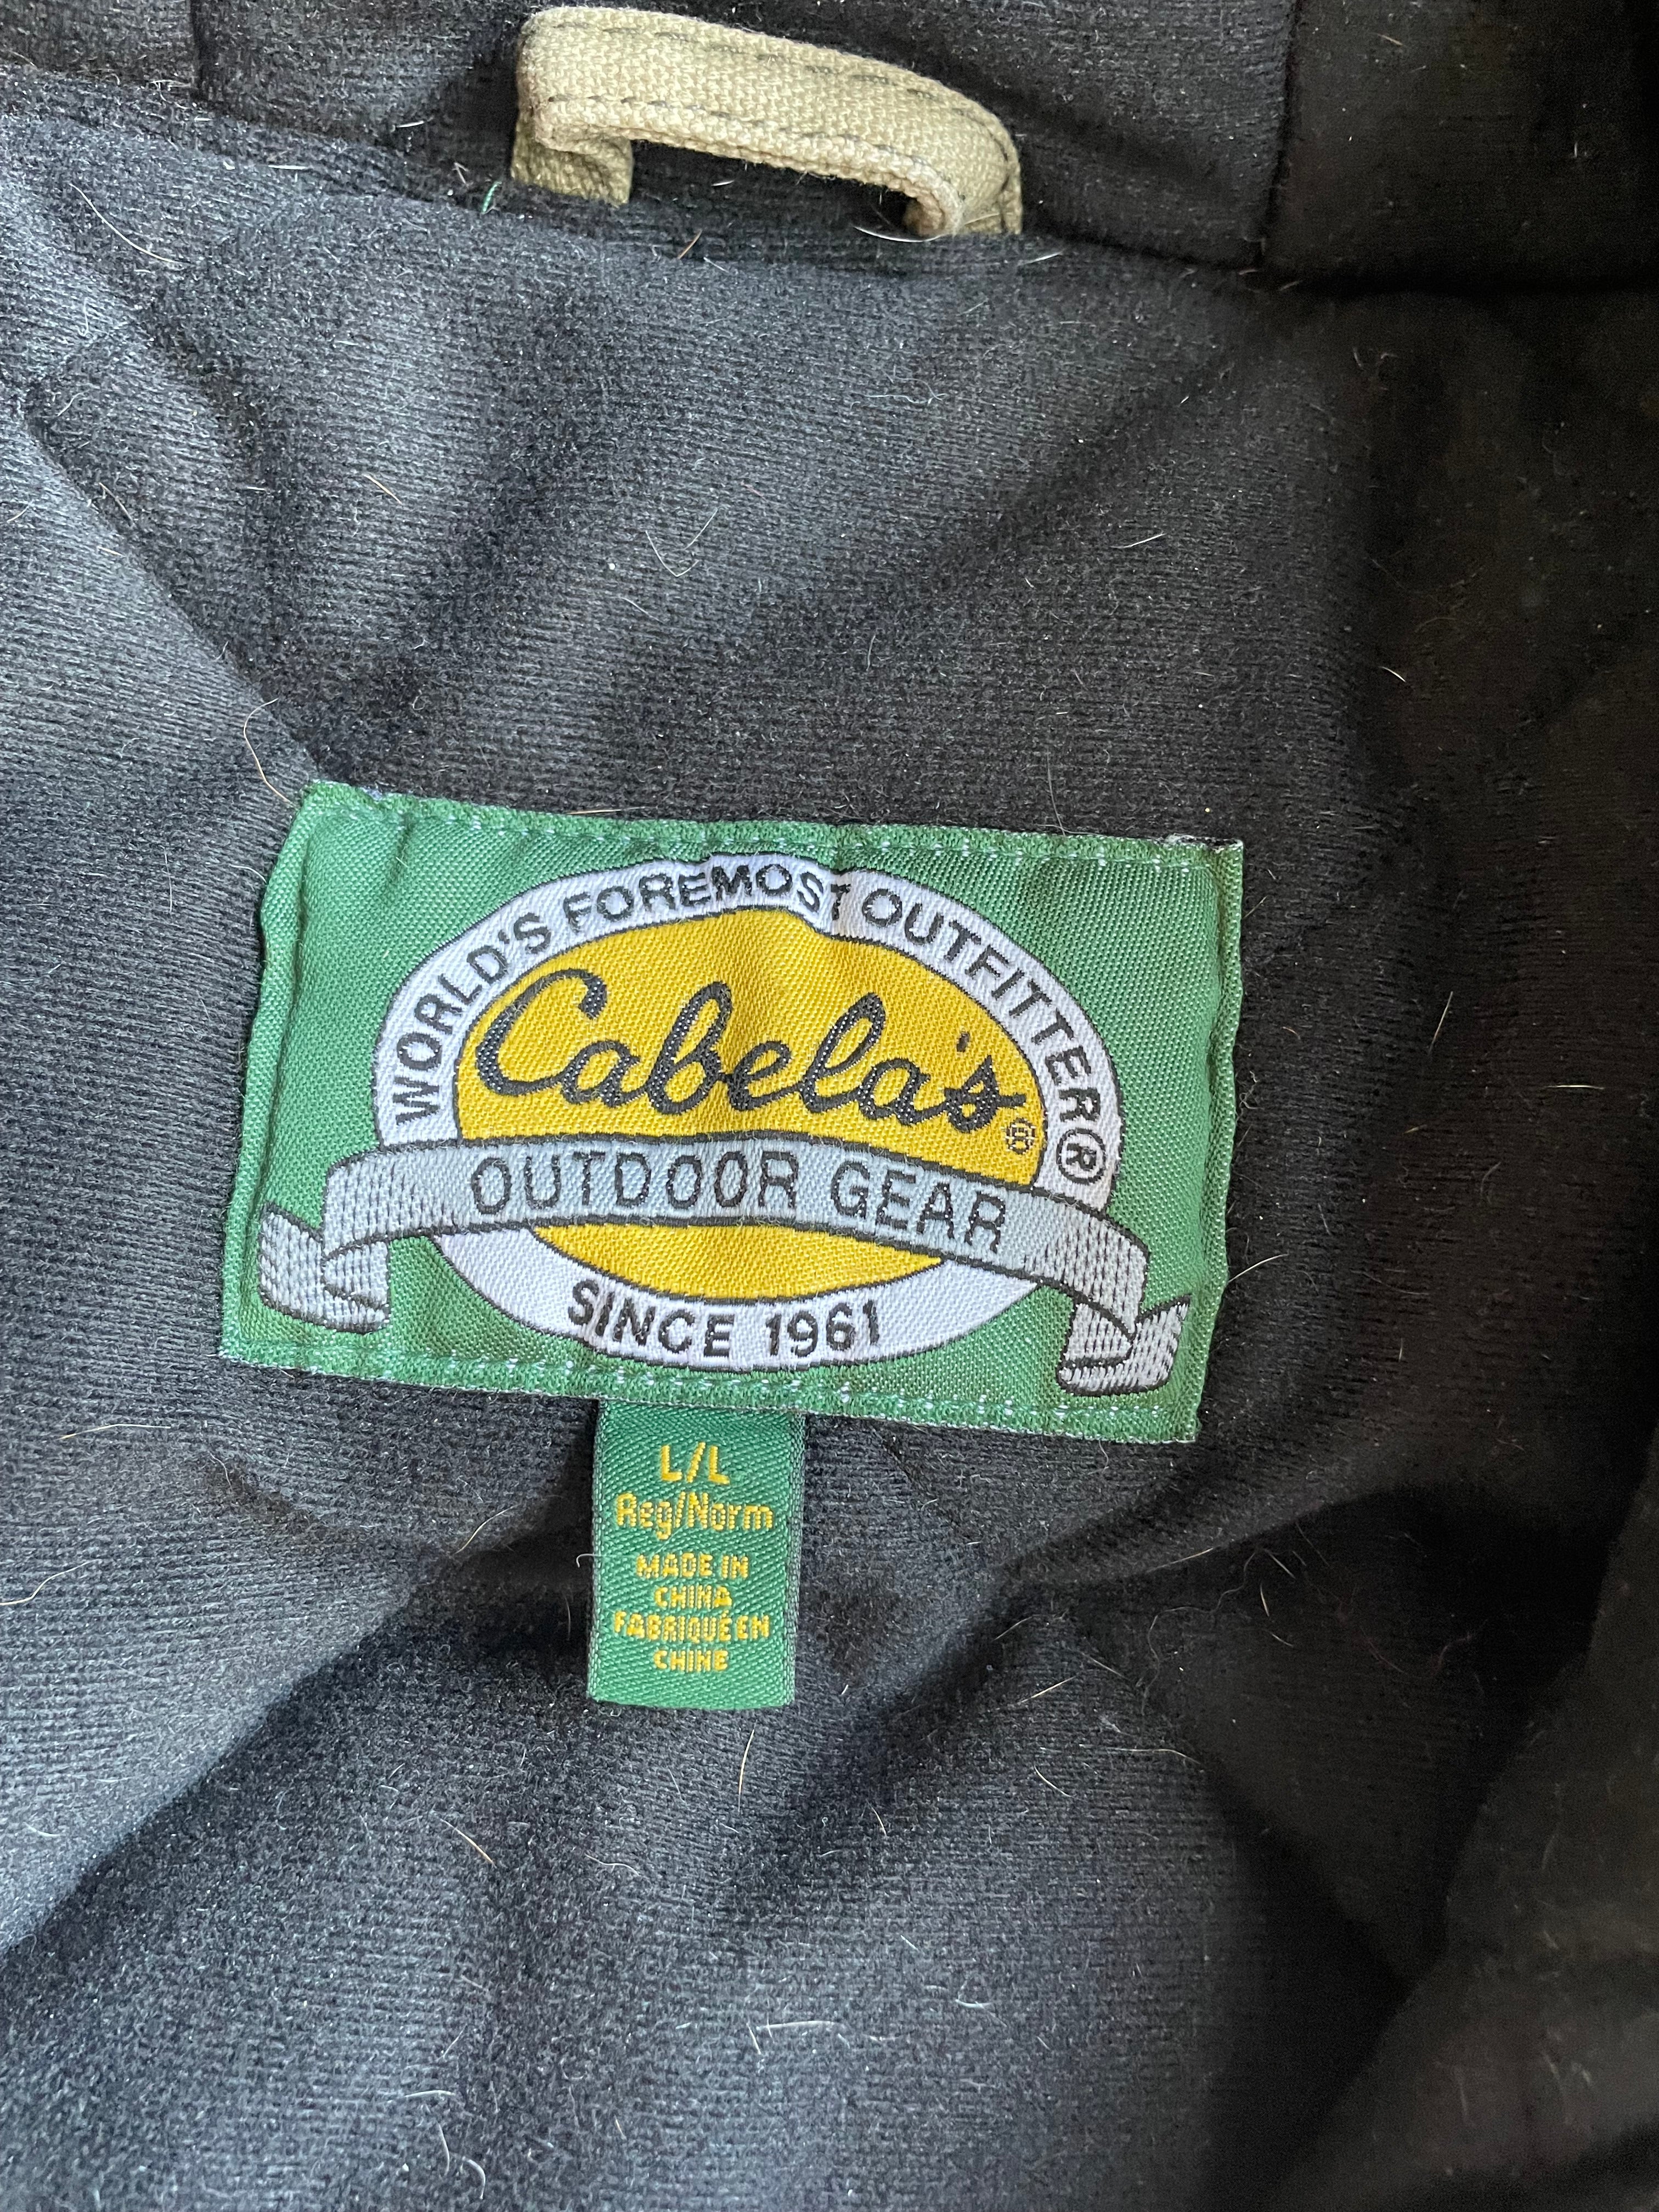 WORLD'S FOREMOST OUTFITTER®
Cabela's®
OUTDOOR GEAR
SINCE 1961
L/L
Reg/Norm
MADE IN
CHINA
FABRIQUÉ EN
CHINE